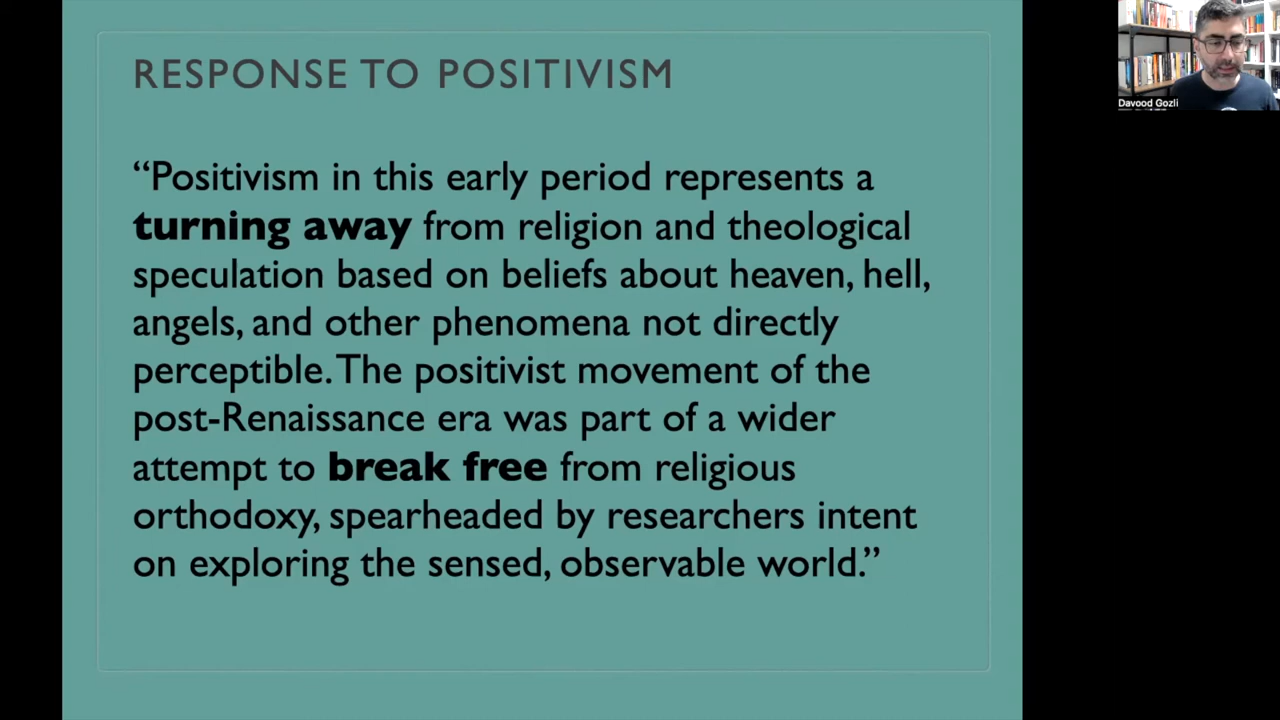 RESPONSE TO POSITIVISM
“Positivism in this early period represents a
turning away from religion and theological
speculation based on beliefs about heaven, hell,
angels, and other phenomena not directly
perceptible. The positivist movement of the
post-Renaissance era was part of a wider
attempt to break free from religious
orthodoxy, spearheaded by researchers intent
on exploring the sensed, observable world.”
Davood Gozli